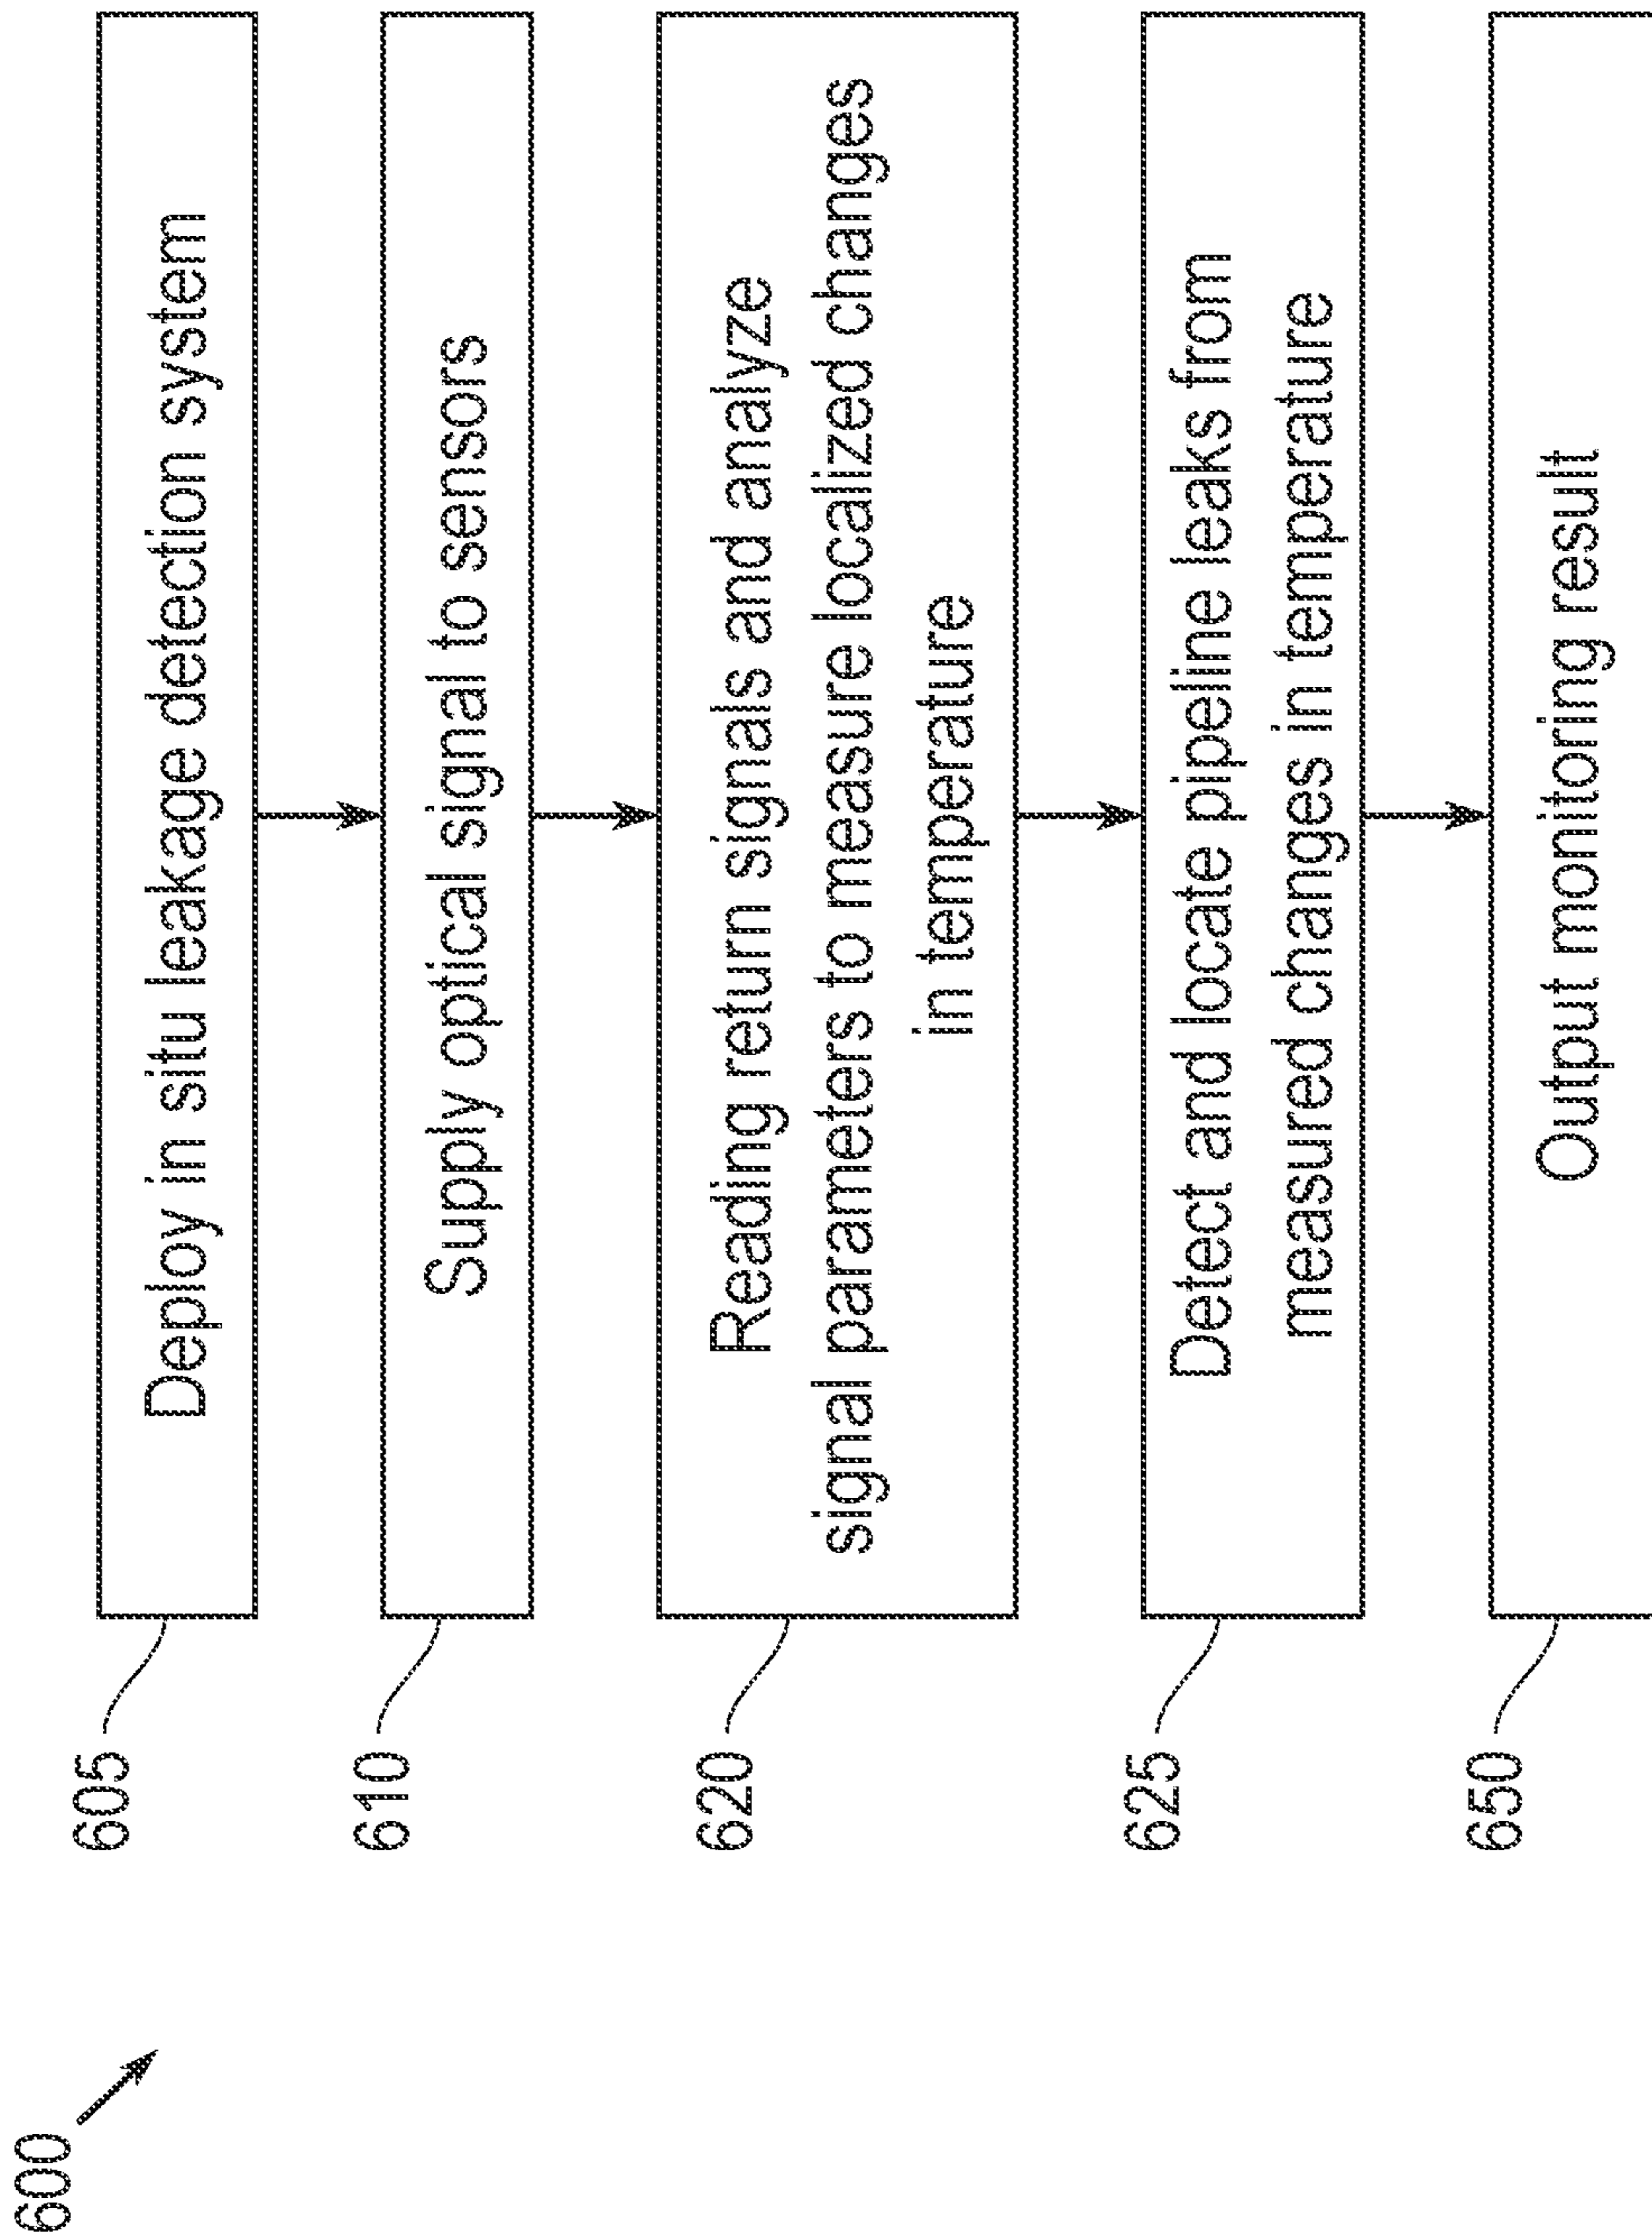 600
605
Deploy in situ leakage detection system
610
Supply optical signal to sensors
620
Reading return signals and analyze
signal parameters to measure localized changes
in temperature
625
Detect and locate pipeline leaks from
measured changes in temperature
650
Output monitoring result